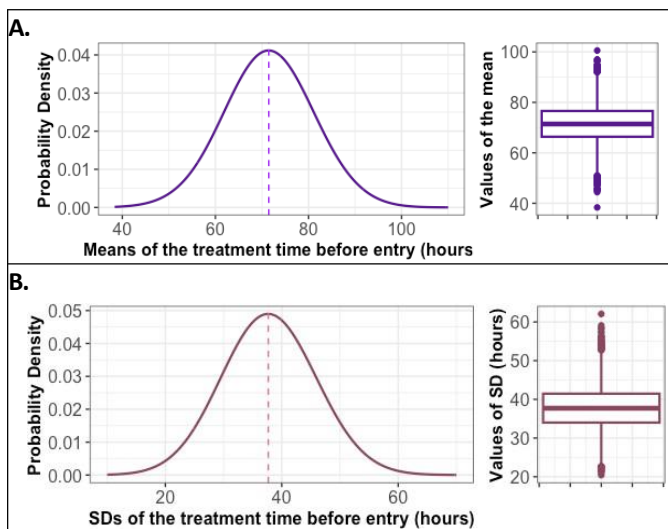 A.
Probability Density
0.04
0.03
0.02
0.01
0.00
40 60 80 100
Means of the treatment time before entry (hours
Values of the mean
100
80
60
40
B.
Probability Density
0.05
0.04
0.03
0.02
0.01
0.00
20 40 60
SDs of the treatment time before entry (hours)
Values of SD (hours)
60
40
30
20